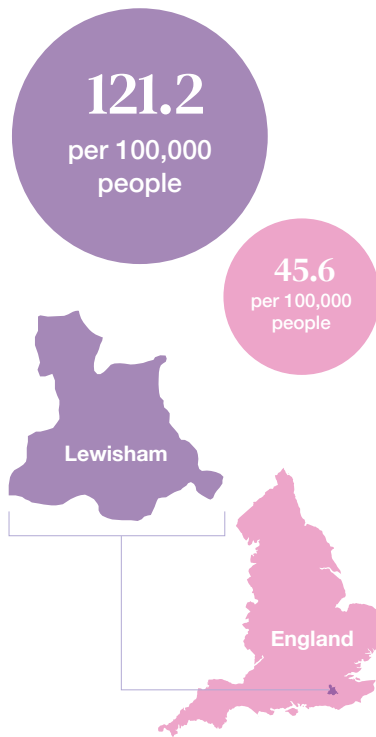 121.2
per 100,000
people
45.6
per 100,000
people
Lewisham
England